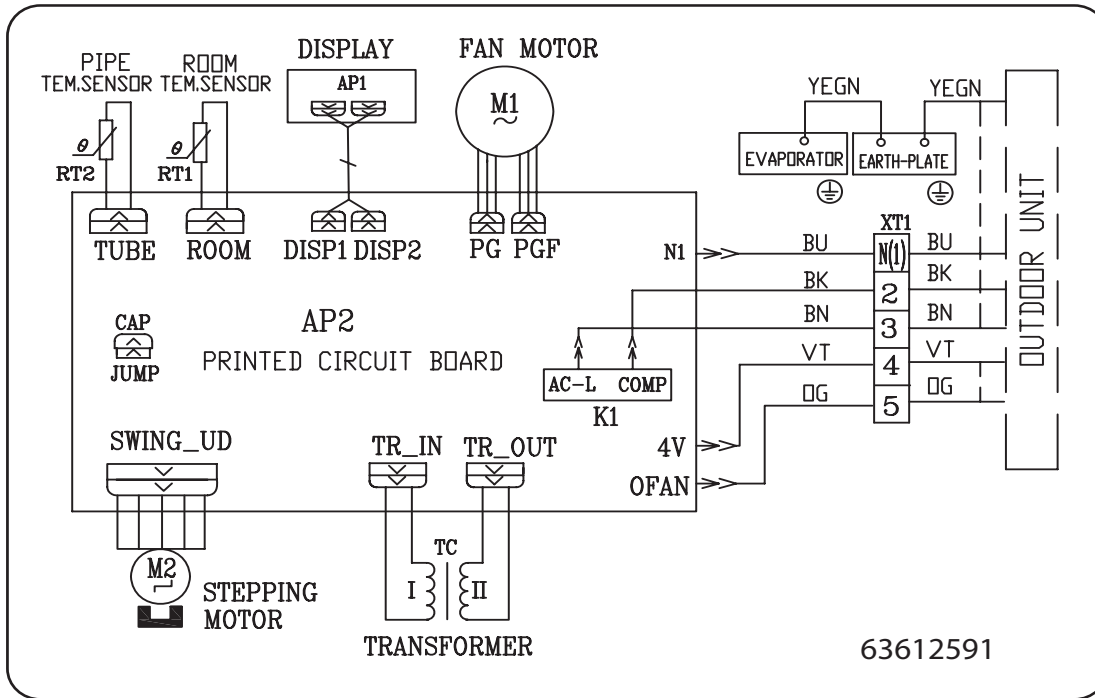 PIPE
TEM.SENSOR
ROOM
TEM.SENSOR
DISPLAY
AP1
FAN MOTOR
M1
~
θ
RT2
θ
RT1
YEGN
YEGN
EVAPORATOR
EARTH-PLATE
OUTDOOR UNIT
TUBE
ROOM
DISP1
DISP2
PG
PGF
N1
BU
XT1
N(1)
BU
BK
2
BK
BN
3
BN
VT
4
VT
OG
5
OG
CAP
JUMP
AP2
PRINTED CIRCUIT BOARD
AC-L
COMP
K1
4V
OFAN
SWING_UD
TR_IN
TR_OUT
M2
STEPPING
MOTOR
TC
I
II
TRANSFORMER
63612591